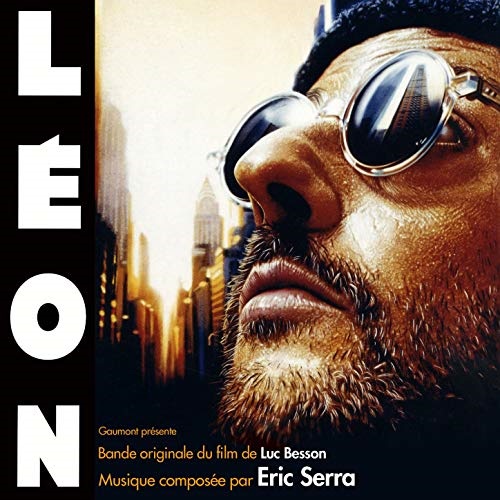 LÉON
Gaumont présente
Bande originale du film de Luc Besson
Musique composée par Eric Serra